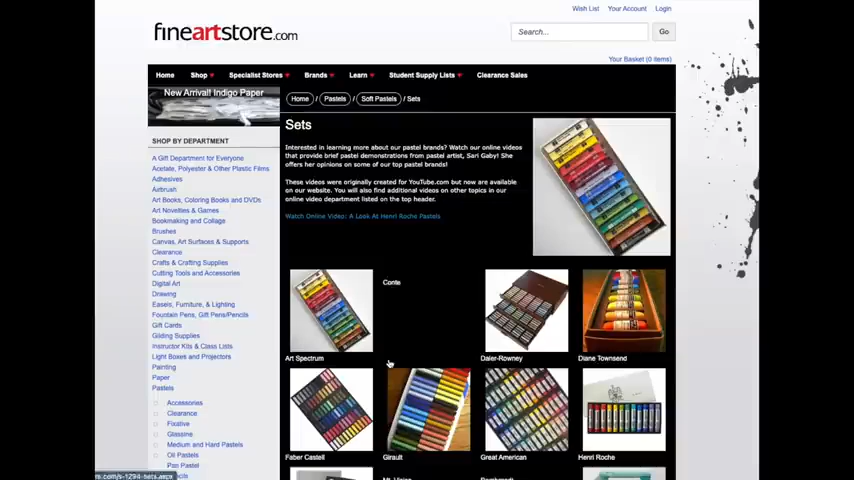 Wish List Your Account Login
fineartstore.com
Search... Go
Your Basket (0 items)
Home Shop Specialist Stores Brands Learn Student Supply Lists Clearance Sales
New Arrival! Indigo Paper
Home / Pastels / Soft Pastels / Sets
Sets
SHOP BY DEPARTMENT
A Gift Department for Everyone
Acetate, Polyester & Other Plastic Films
Adhesives
Airbrush
Art Books, Coloring Books and DVDs
Art Novelties & Games
Bookmaking and Collage
Brushes
Canvas, Art Surfaces & Supports
Clearance
Crafts & Crafting Supplies
Cutting Tools and Accessories
Digital Art
Drawing
Easels, Furniture, & Lighting
Fountain Pens, Gift Pens/Pencils
Gift Cards
Gilding Supplies
Instructor Kits & Class Lists
Light Boxes and Projectors
Painting
Paper
Pastels
Accessories
Clearance
Fixative
Glassine
Medium and Hard Pastels
Oil Pastels
Pan Pastel
Interested in learning more about our pastel brands? Watch our online videos
that provide brief pastel demonstrations from pastel artist, Sari Gaby! She
offers her opinions on some of our top pastel brands!
These videos were originally created for YouTube.com but now are available
on our website. You will also find additional videos on other topics in our
online video department listed on the top header.
Watch Online Video: A Look At Henri Roche Pastels
Conte
Art Spectrum
Daler-Rowney
Diane Townsend
Faber Castell
Girault
Great American
Henri Roche